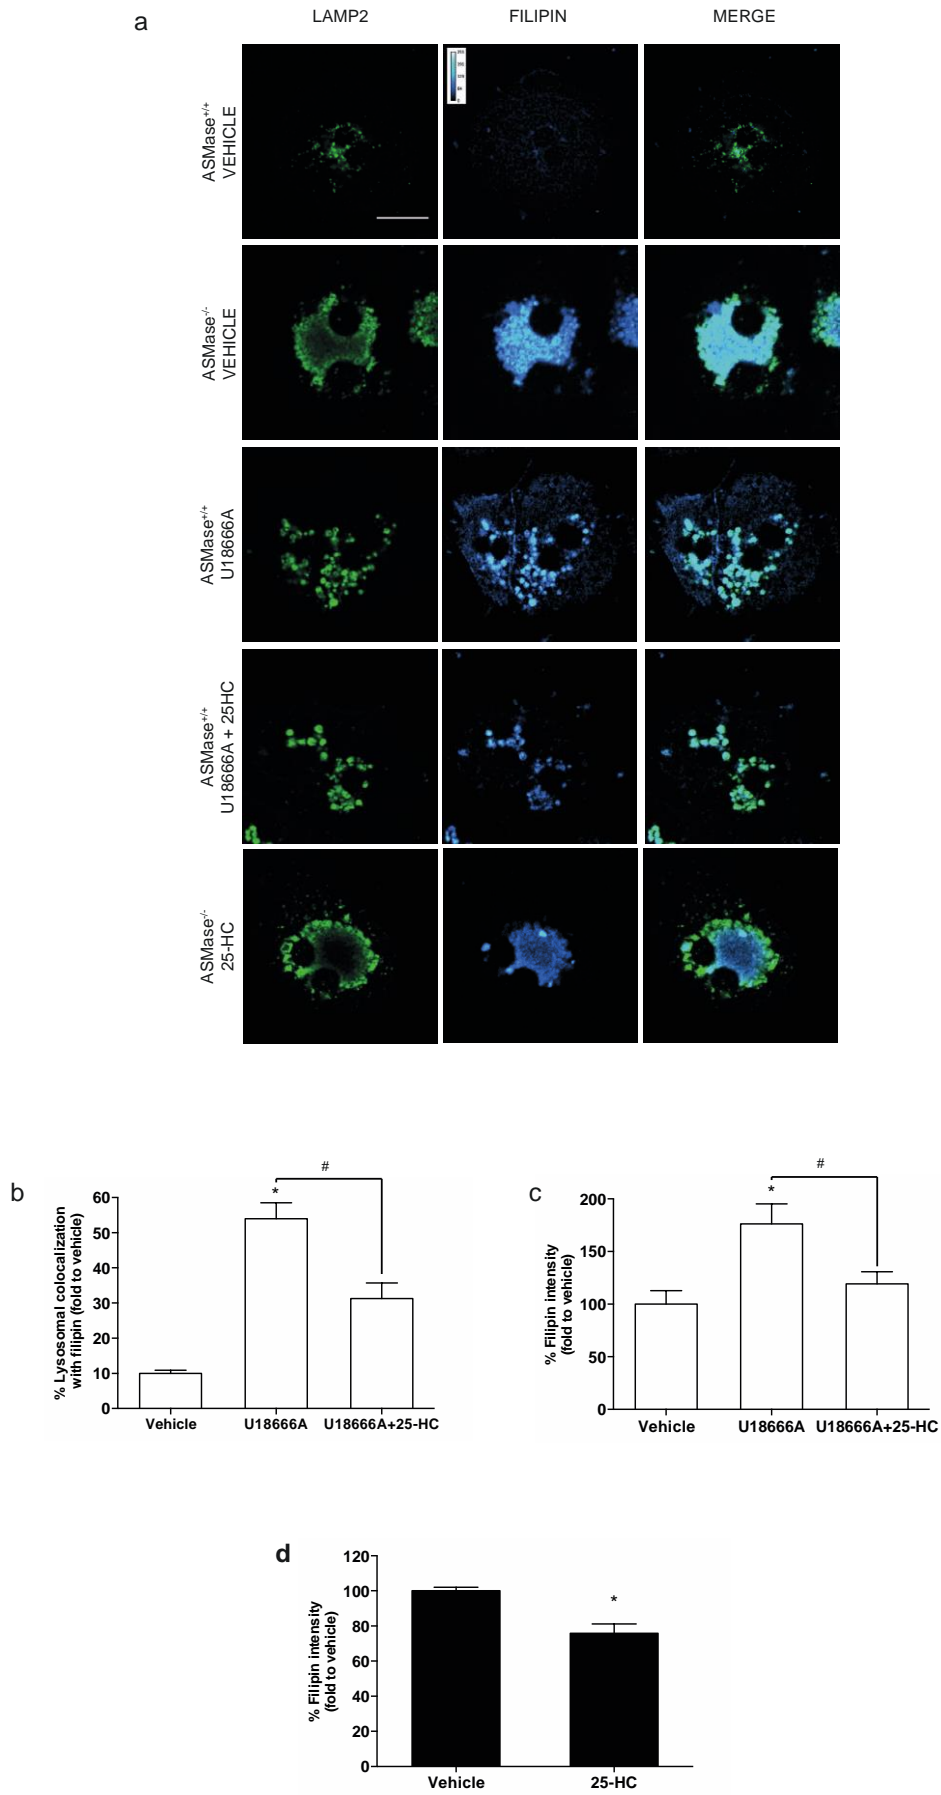 a
LAMP2 FILIPIN MERGE
ASMase+/+
VEHICLE
ASMase-/-
VEHICLE
ASMase+/+
U18666A
ASMase+/+
U18666A + 25HC
ASMase-/-
25-HC
b
% Lysosomal colocalization
with filipin (fold to vehicle)
60
50
40
30
20
10
0
*
#
Vehicle U18666A U18666A+25-HC
c
% Filipin intensity
(fold to vehicle)
200
150
100
50
0
*
#
Vehicle U18666A U18666A+25-HC
d
% Filipin intensity
(fold to vehicle)
120
100
80
60
40
20
0
*
Vehicle 25-HC